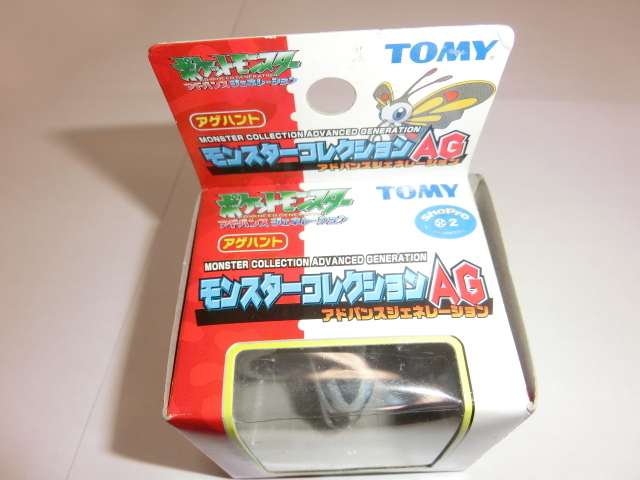 ポケットモンスター
TOMY
ADVANCED GENERATION
アドバンスジェネレーション
アゲハント
MONSTER COLLECTION ADVANCED GENERATION
モンスターコレクションAG
アドバンスジェネレーション
ポケットモンスター
TOMY
ADVANCED GENERATION
アドバンスジェネレーション
ShoPro
2
アゲハント
MONSTER COLLECTION ADVANCED GENERATION
モンスターコレクションAG
アドバンスジェネレーション